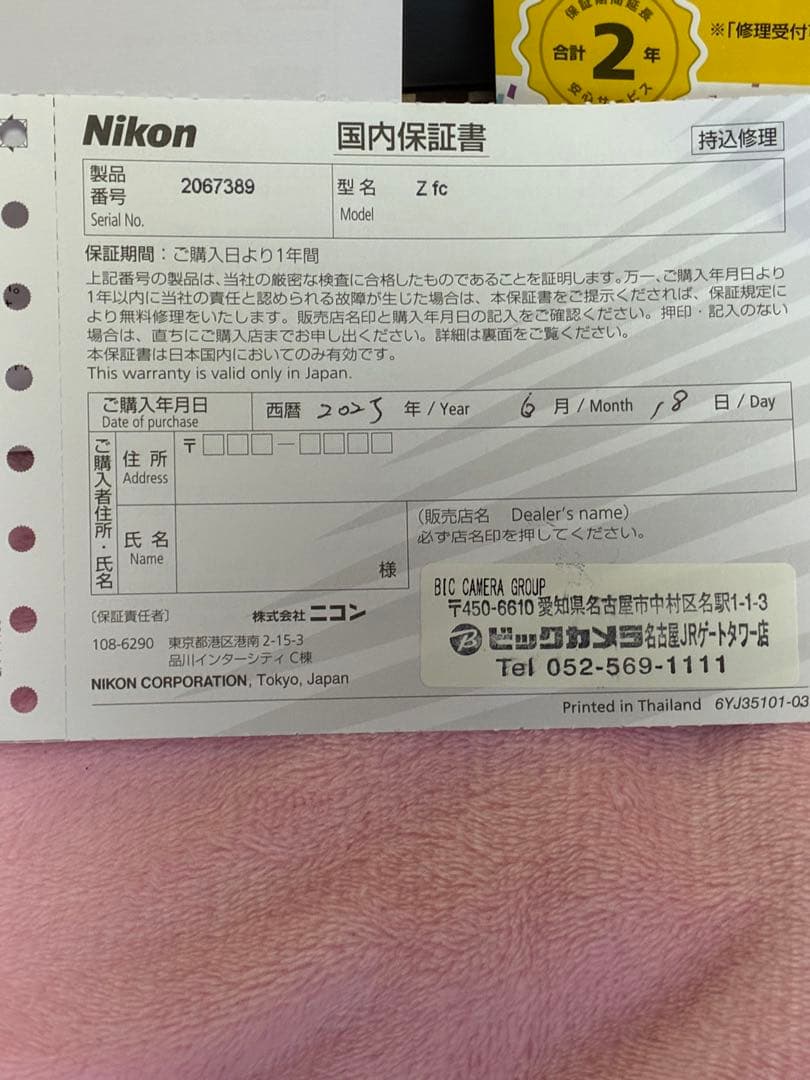 保証期間延長
合計 2 年
安心サービス
※「修理受付
Nikon 国内保証書 持込修理
製品番号 Serial No. 2067389 型名 Model Z fc
保証期間：ご購入日より1年間
上記番号の製品は、当社の厳密な検査に合格したものであることを証明します。万一、ご購入年月日より
1年以内に当社の責任と認められる故障が生じた場合は、本保証書をご提示くだされば、保証規定に
より無料修理をいたします。販売店名印と購入年月日の記入をご確認ください。押印・記入のない
場合は、直ちにご購入店までお申し出ください。詳細は裏面をご覧ください。
本保証書は日本国内においてのみ有効です。
This warranty is valid only in Japan.
ご購入年月日 Date of purchase 西暦 2025 年 / Year 6 月 / Month 18 日 / Day
ご購入者住所・氏名
住所 Address 〒
氏名 Name 様
（販売店名 Dealer's name）
必ず店名印を押してください。
BIC CAMERA GROUP
〒450-6610 愛知県名古屋市中村区名駅1-1-3
ビックカメラ名古屋JRゲートタワー店
Tel 052-569-1111
〔保証責任者〕 株式会社 ニコン
108-6290 東京都港区港南 2-15-3
品川インターシティ C棟
NIKON CORPORATION, Tokyo, Japan
Printed in Thailand 6YJ35101-03